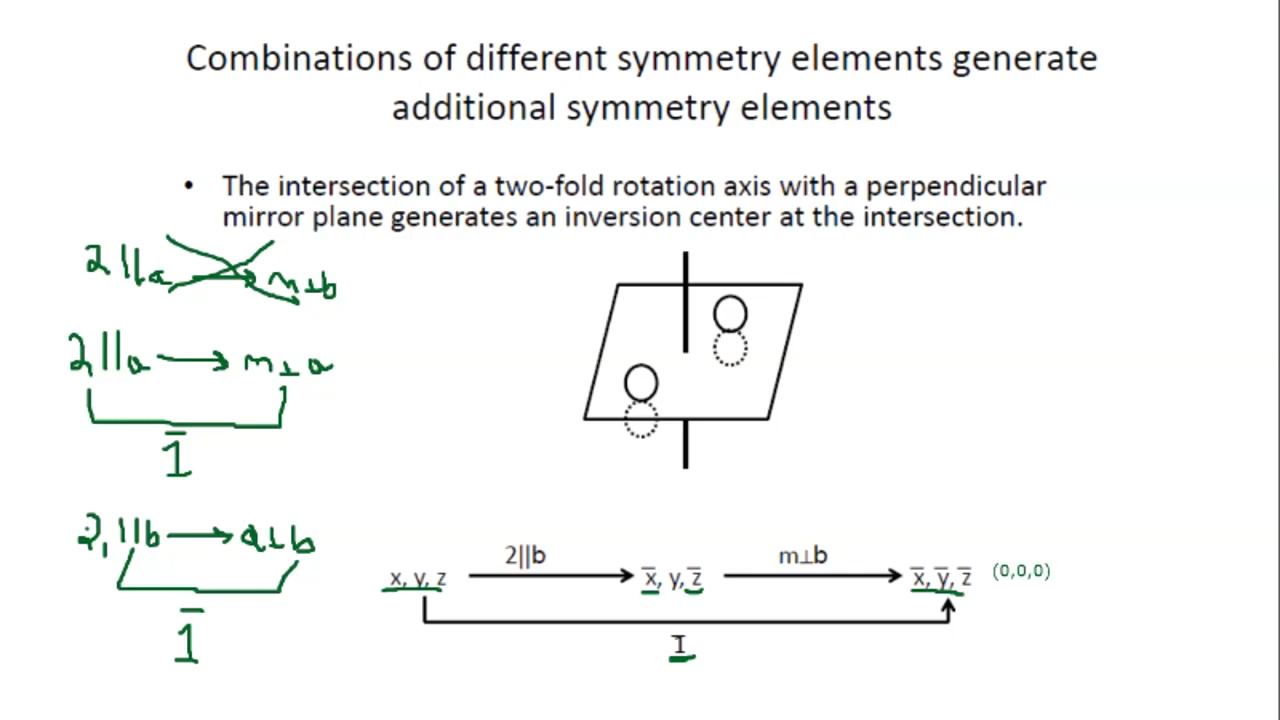 Combinations of different symmetry elements generate
additional symmetry elements
• The intersection of a two-fold rotation axis with a perpendicular
mirror plane generates an inversion center at the intersection.
2||a → m⊥b
2||a → m⊥a
1̅
2₁||b → a⊥b
1̅
2||b m⊥b
x, y, z → x̅, y, z̅ → x̅, y̅, z̅ (0,0,0)
1̅